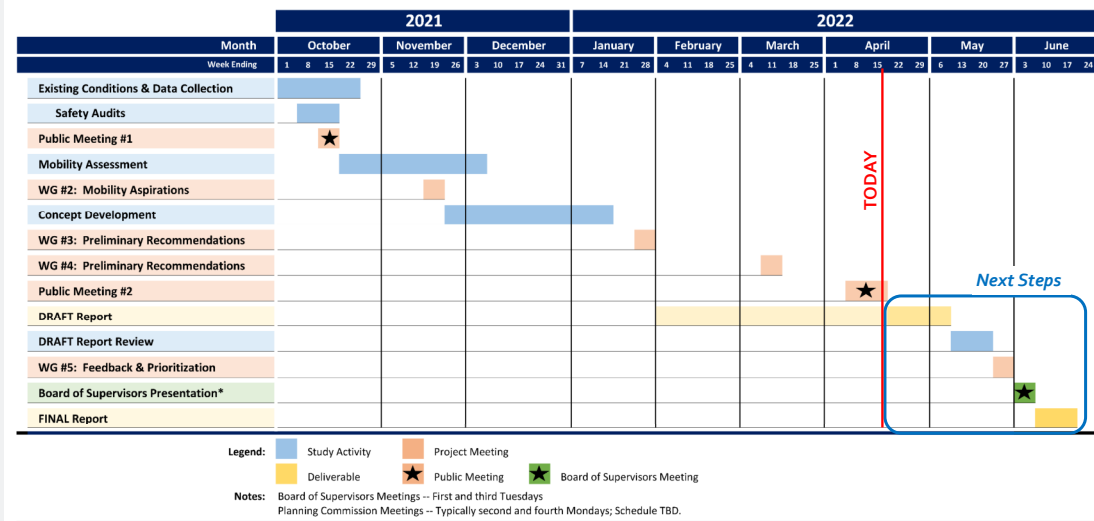 2021 2022
Month October November December January February March April May June
Week Ending 1 8 15 22 29 5 12 19 26 3 10 17 24 31 7 14 21 28 4 11 18 25 4 11 18 25 1 8 15 22 29 6 13 20 27 3 10 17 24
Existing Conditions & Data Collection
Safety Audits
Public Meeting #1
Mobility Assessment
TODAY
WG #2: Mobility Aspirations
Concept Development
WG #3: Preliminary Recommendations
WG #4: Preliminary Recommendations
Next Steps
Public Meeting #2
DRAFT Report
DRAFT Report Review
WG #5: Feedback & Prioritization
Board of Supervisors Presentation*
FINAL Report
Legend: Study Activity Project Meeting
Deliverable Public Meeting Board of Supervisors Meeting
Notes: Board of Supervisors Meetings -- First and third Tuesdays
Planning Commission Meetings -- Typically second and fourth Mondays; Schedule TBD.